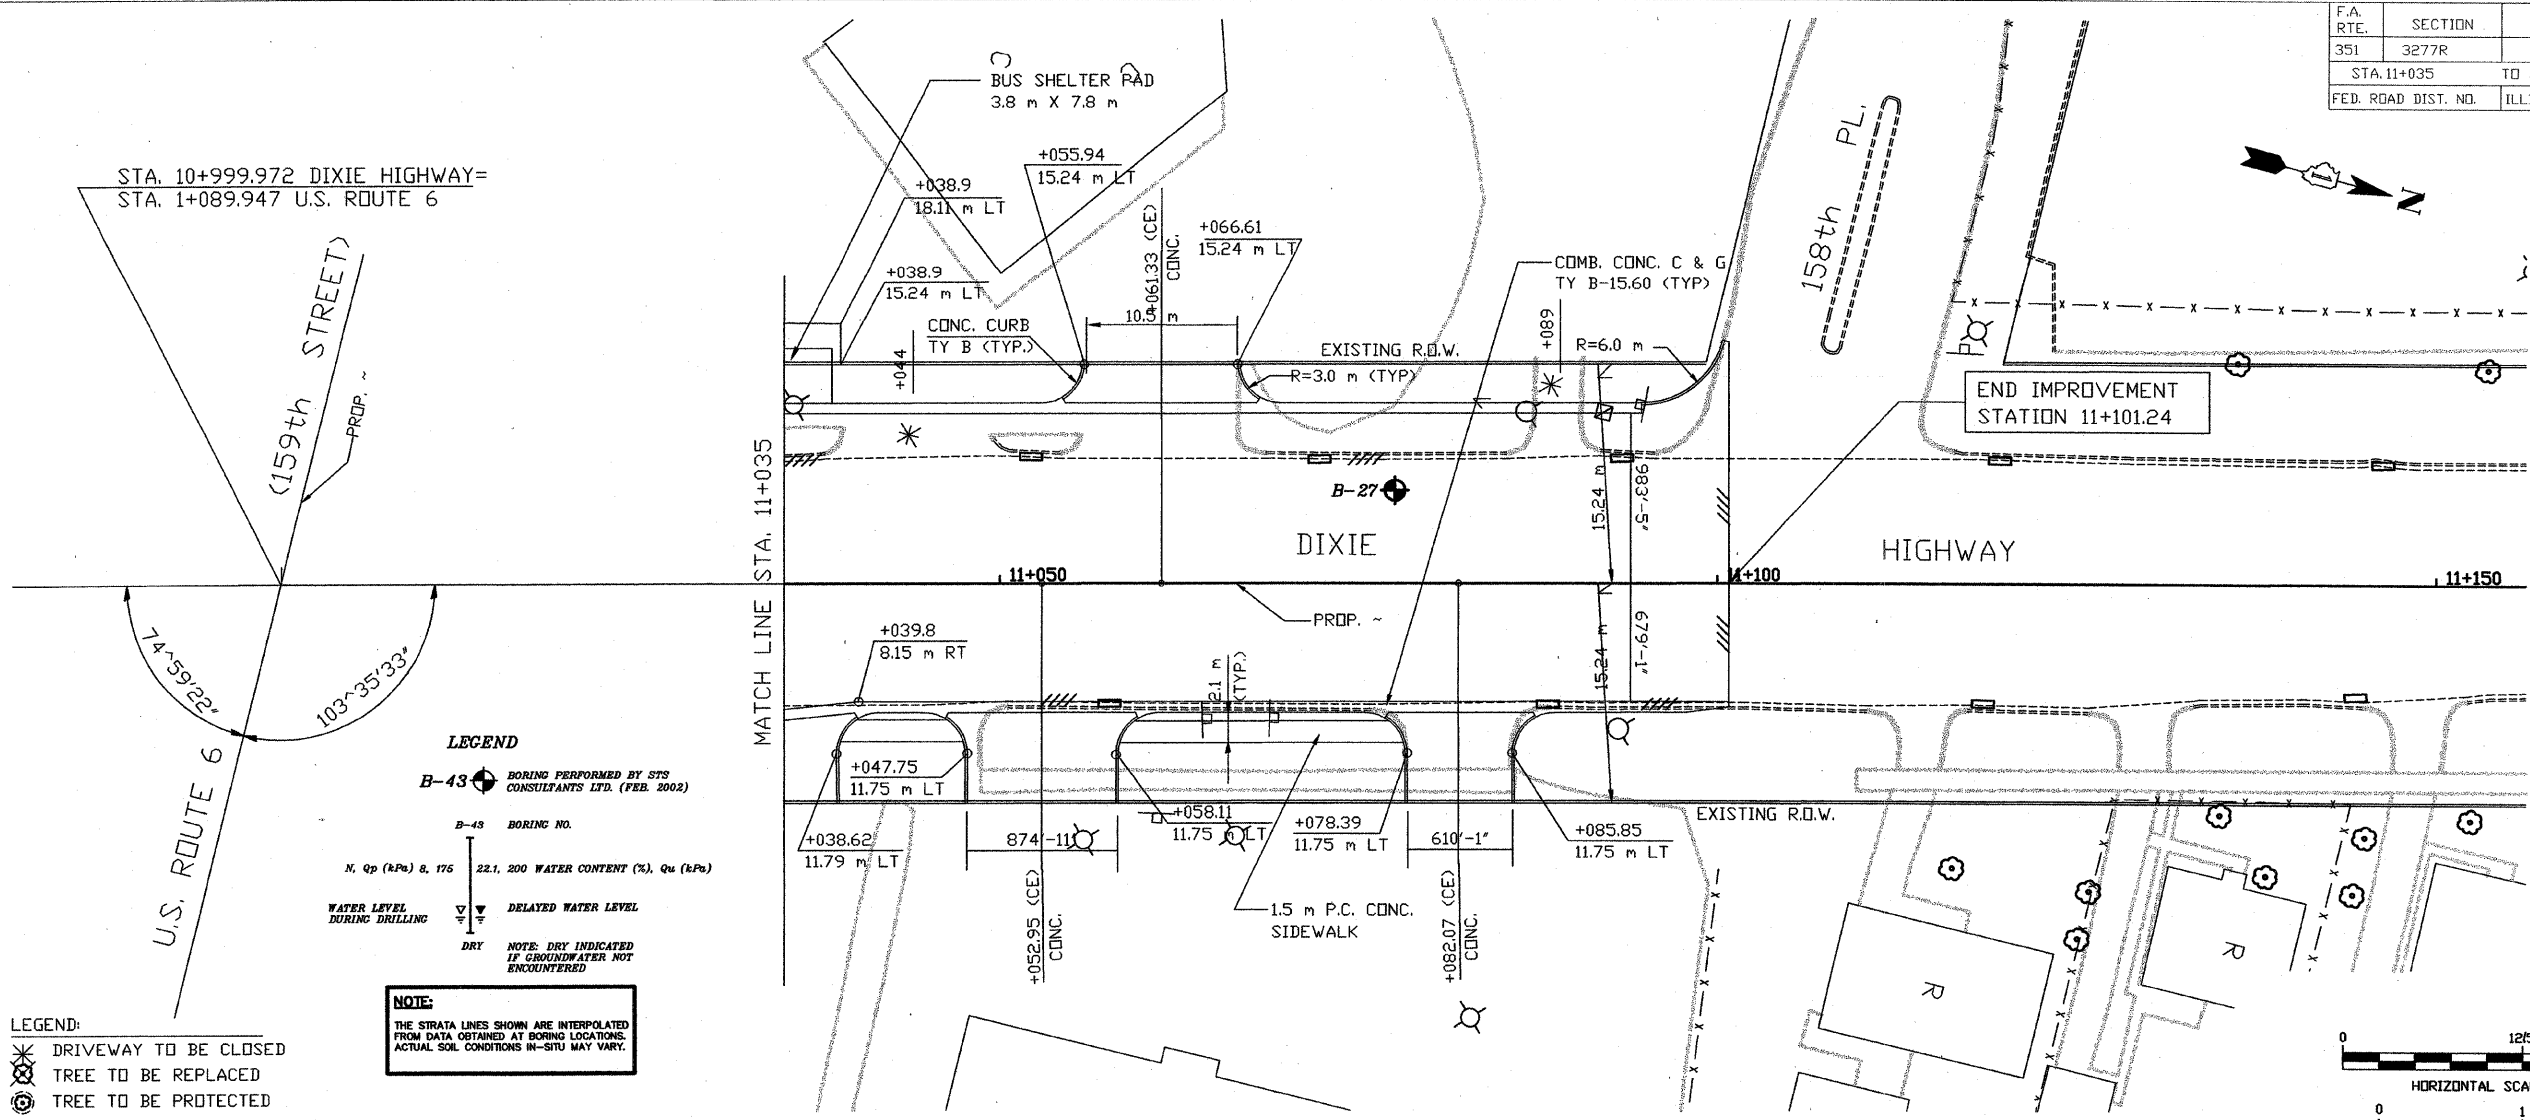 F.A. RTE. SECTION
351 3277R
STA. 11+035 TO
FED. ROAD DIST. NO. ILL
BUS SHELTER PAD
3.8 m X 7.8 m
STA. 10+999.972 DIXIE HIGHWAY=
STA. 1+089.947 U.S. ROUTE 6
(159th STREET)
PROP. ~
U.S. ROUTE 6
74^59'22"
103^35'33"
+055.94
15.24 m LT
+038.9
18.11 m LT
+038.9
15.24 m LT
+066.61
15.24 m LT
+061.33 (CE)
CONC.
10.5 m
CONC. CURB
TY B (TYP.)
+044
EXISTING R.O.W.
R=3.0 m (TYP)
COMB. CONC. C & G
TY B-15.60 (TYP)
+089
R=6.0 m
158th PL.
N
END IMPROVEMENT
STATION 11+101.24
MATCH LINE STA. 11+035
B-27
15.24 m
983'-5"
DIXIE HIGHWAY
11+050
11+100
11+150
PROP. ~
+039.8
8.15 m RT
2.1 m
(TYP.)
15.24 m
679'-1"
+047.75
11.75 m LT
+038.62
11.79 m LT
874'-11"
+058.11
11.75 m LT
+078.39
11.75 m LT
610'-1"
+085.85
11.75 m LT
EXISTING R.O.W.
+052.95 (CE)
CONC.
+082.07 (CE)
CONC.
1.5 m P.C. CONC.
SIDEWALK
R
R
LEGEND
B-43 BORING PERFORMED BY STS
CONSULTANTS LTD. (FEB. 2002)
B-43 BORING NO.
N, Qp (kPa) 8, 175 22.1, 200 WATER CONTENT (%), Qu (kPa)
WATER LEVEL
DURING DRILLING
DELAYED WATER LEVEL
DRY NOTE: DRY INDICATED
IF GROUNDWATER NOT
ENCOUNTERED
NOTE:
THE STRATA LINES SHOWN ARE INTERPOLATED
FROM DATA OBTAINED AT BORING LOCATIONS.
ACTUAL SOIL CONDITIONS IN-SITU MAY VARY.
LEGEND:
DRIVEWAY TO BE CLOSED
TREE TO BE REPLACED
TREE TO BE PROTECTED
0 12/5
HORIZONTAL SCA
0 1